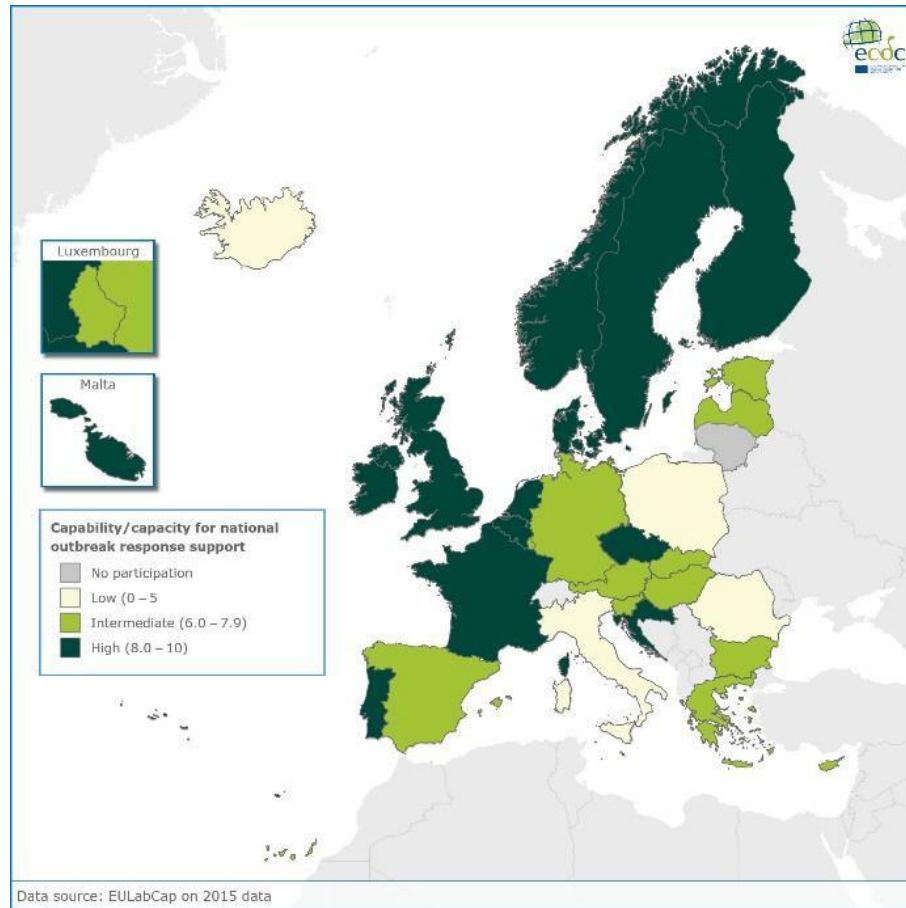 ecdc
Luxembourg
Malta
Capability/capacity for national
outbreak response support
No participation
Low (0 – 5
Intermediate (6.0 – 7.9)
High (8.0 – 10)
Data source: EULabCap on 2015 data